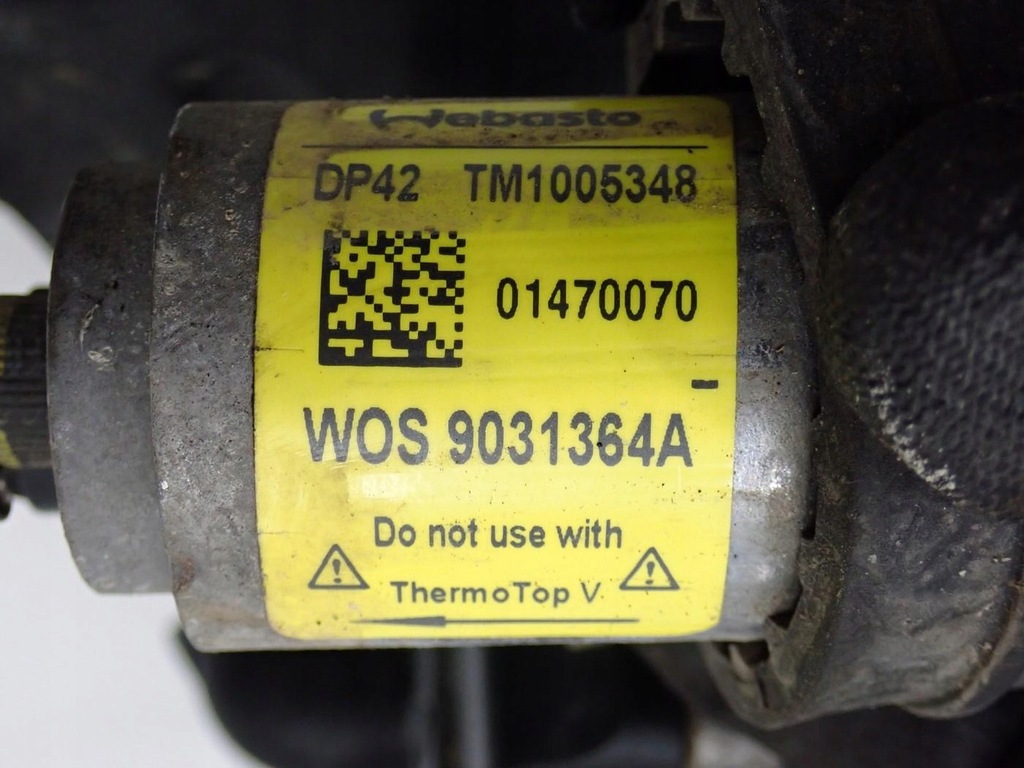 Webasto
DP42 TM1005348
01470070
-
WOS 9031364A
Do not use with
ThermoTop V